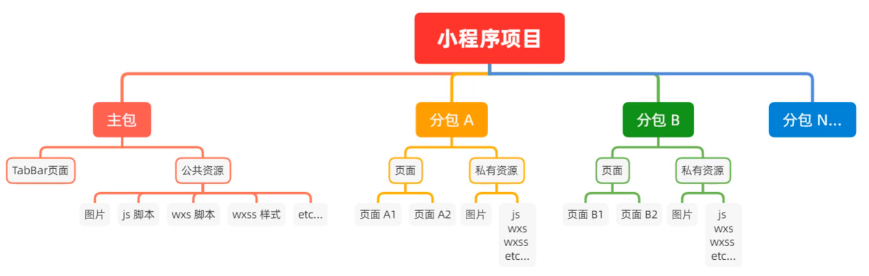 小程序项目
主包
分包 A
分包 B
分包 N...
TabBar页面
公共资源
页面
私有资源
页面
私有资源
图片
js 脚本
wxs 脚本
wxss 样式
etc...
页面 A1
页面 A2
图片
js
wxs
wxss
etc...
页面 B1
页面 B2
图片
js
wxs
wxss
etc...